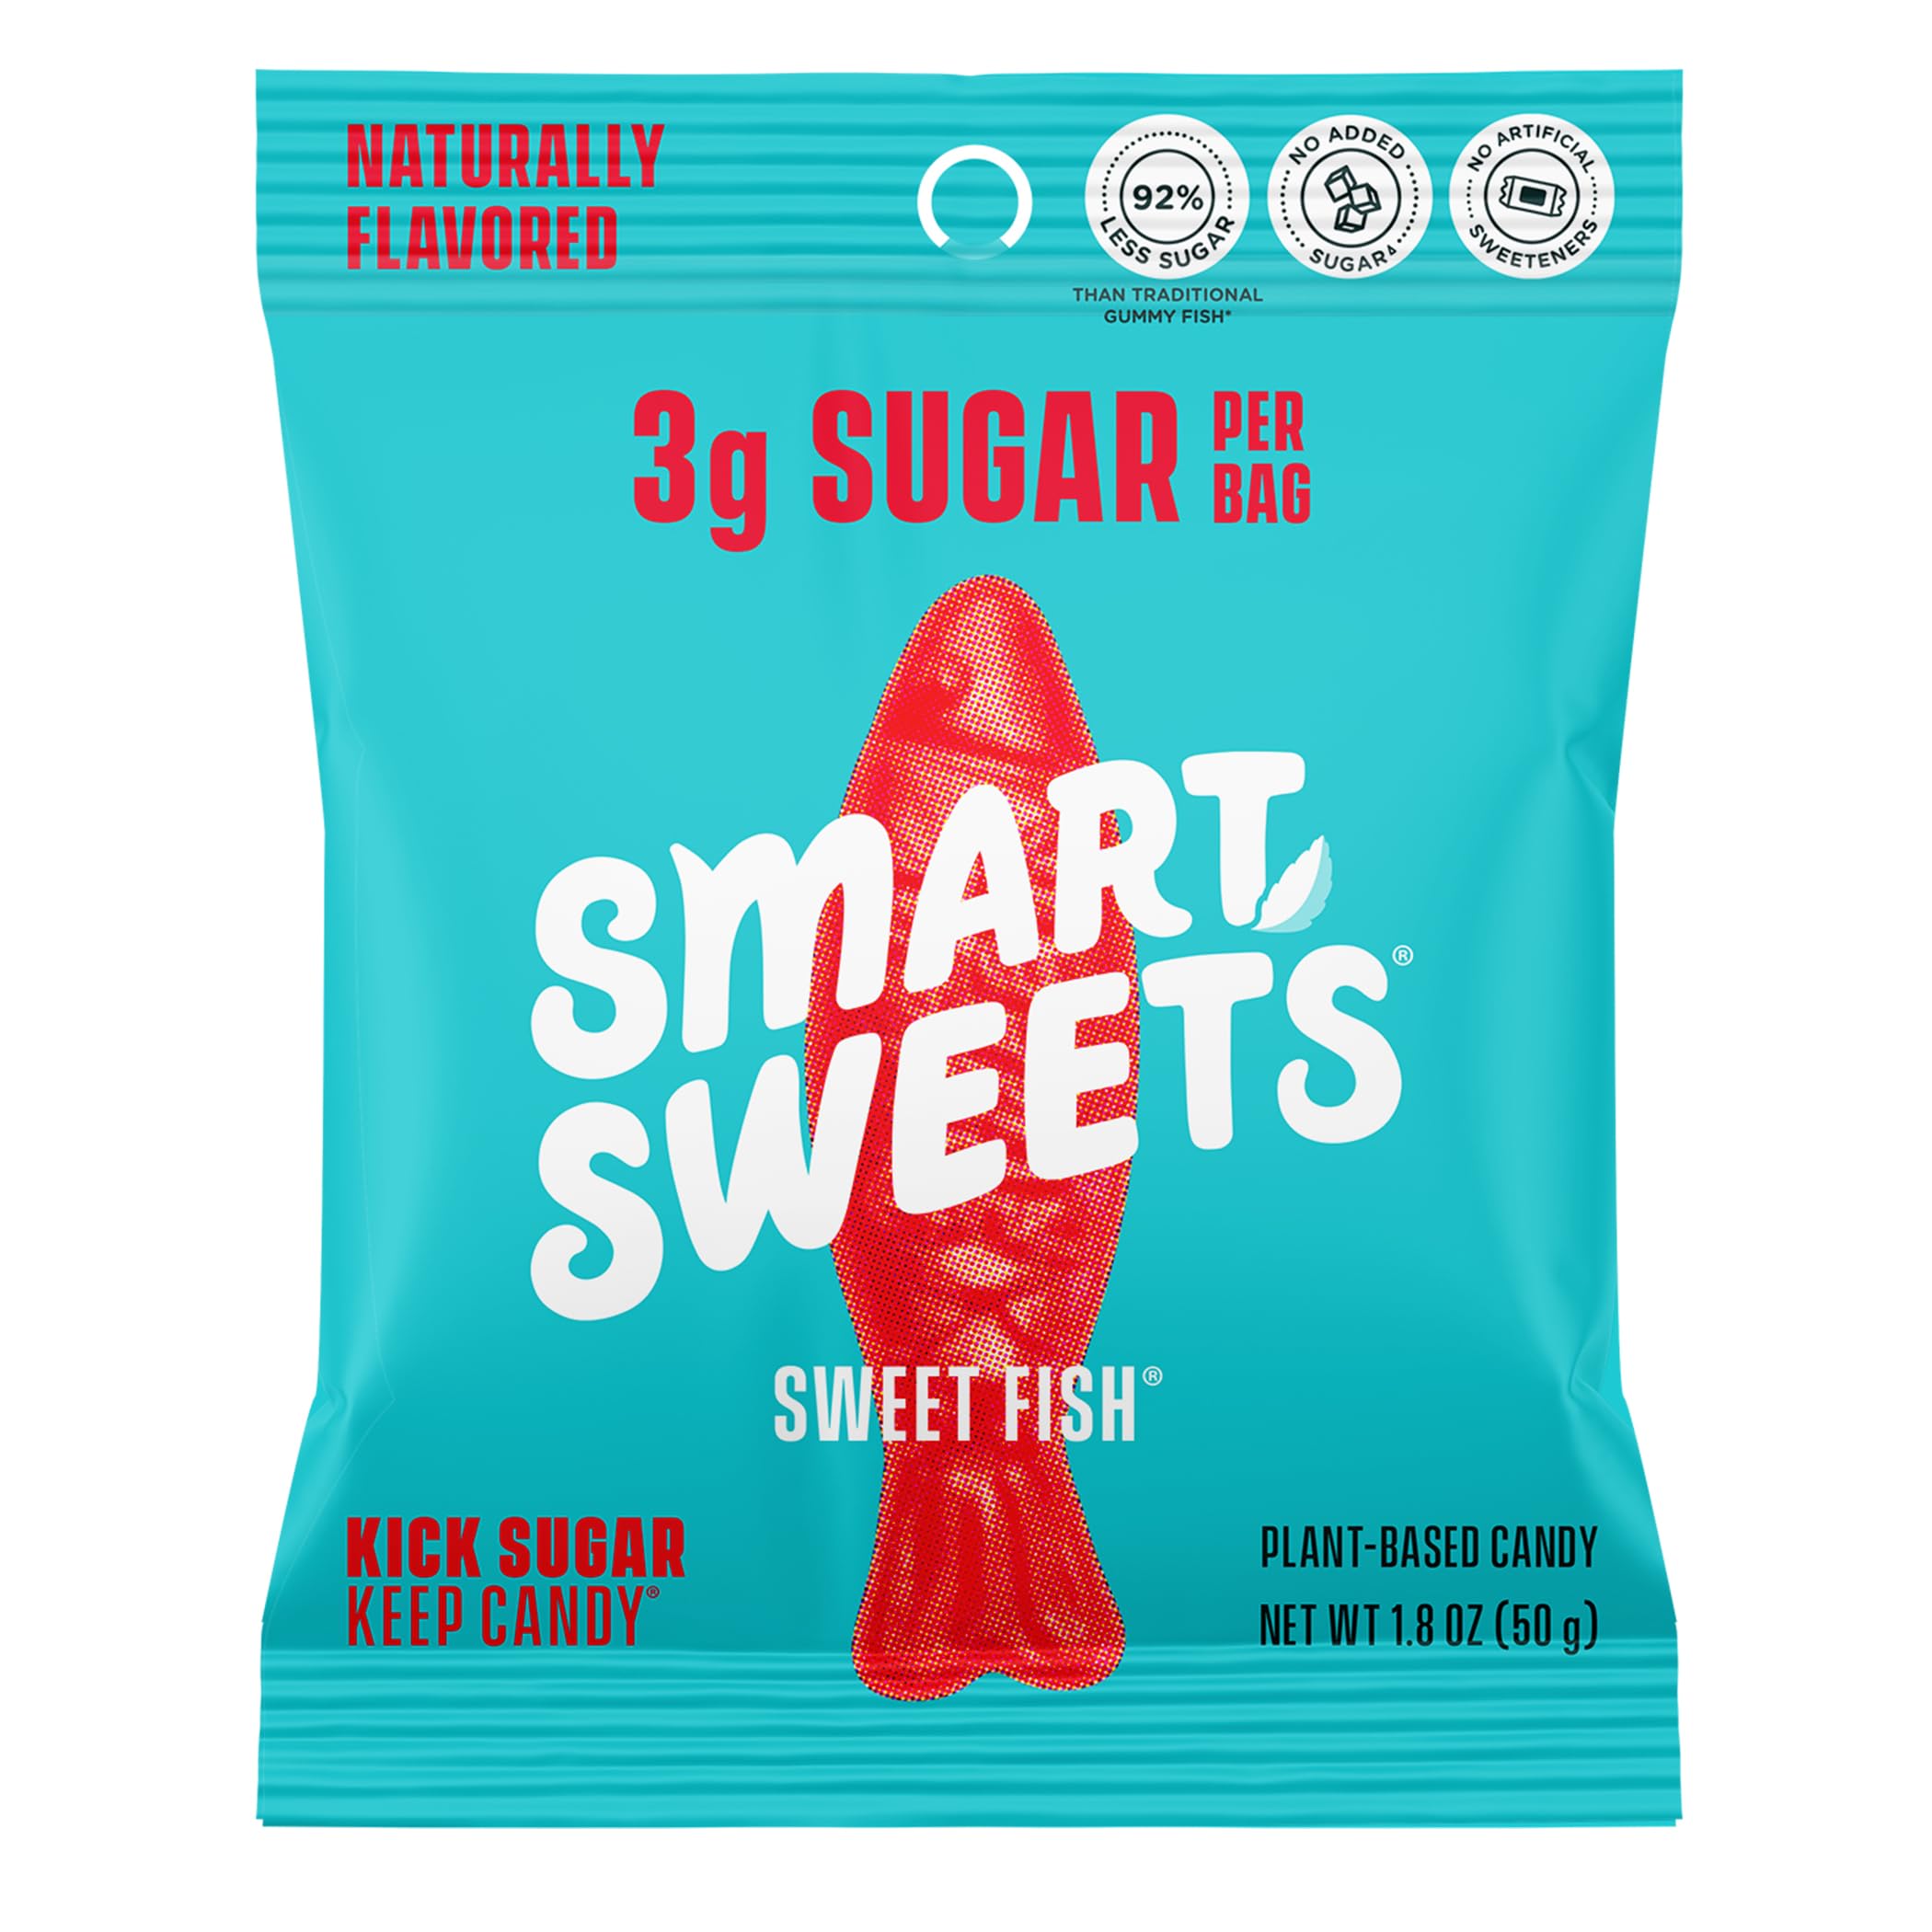 NATURALLY
FLAVORED
92%
LESS SUGAR
THAN TRADITIONAL
GUMMY FISH*
NO ADDED
SUGAR∆
NO ARTIFICIAL
SWEETENERS
3g SUGAR PER
BAG
SMART
SWEETS®
SWEET FISH®
KICK SUGAR
KEEP CANDY®
PLANT-BASED CANDY
NET WT 1.8 OZ (50 g)